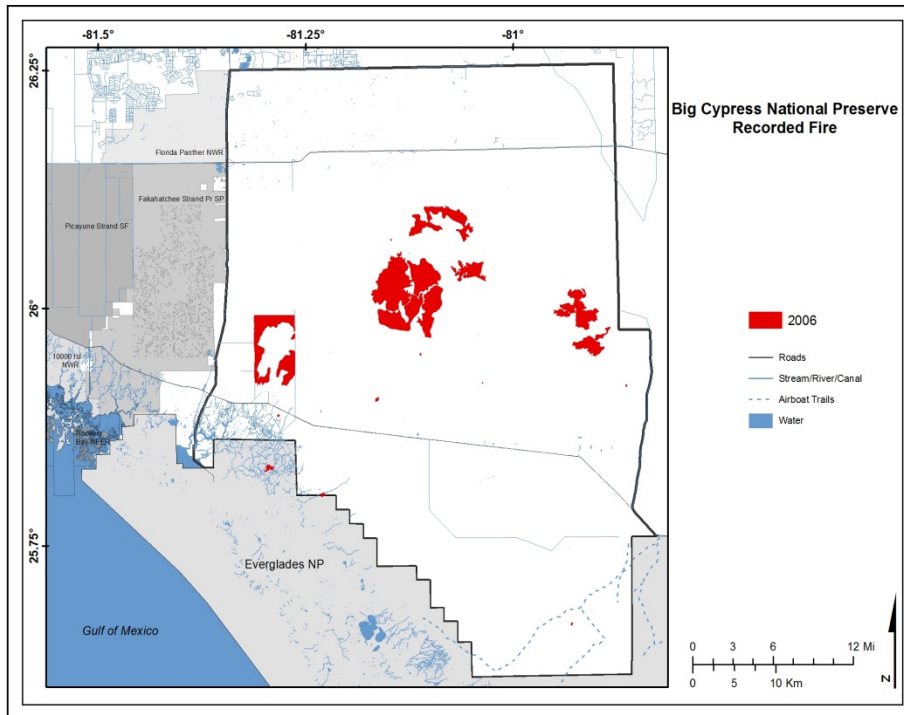 -81.5
-81.25
-81°
26.25°
26°
25.75°
Big Cypress National Preserve
Recorded Fire
Florida Panther NWR
Fakahatchee Strand Pr SP
Picayune Strand SF
10000 Isl
NWR
Rookery
Bay NERR
Everglades NP
Gulf of Mexico
2006
Roads
Stream/River/Canal
Airboat Trails
Water
0 3 6 12 Mi
0 5 10 Km
N